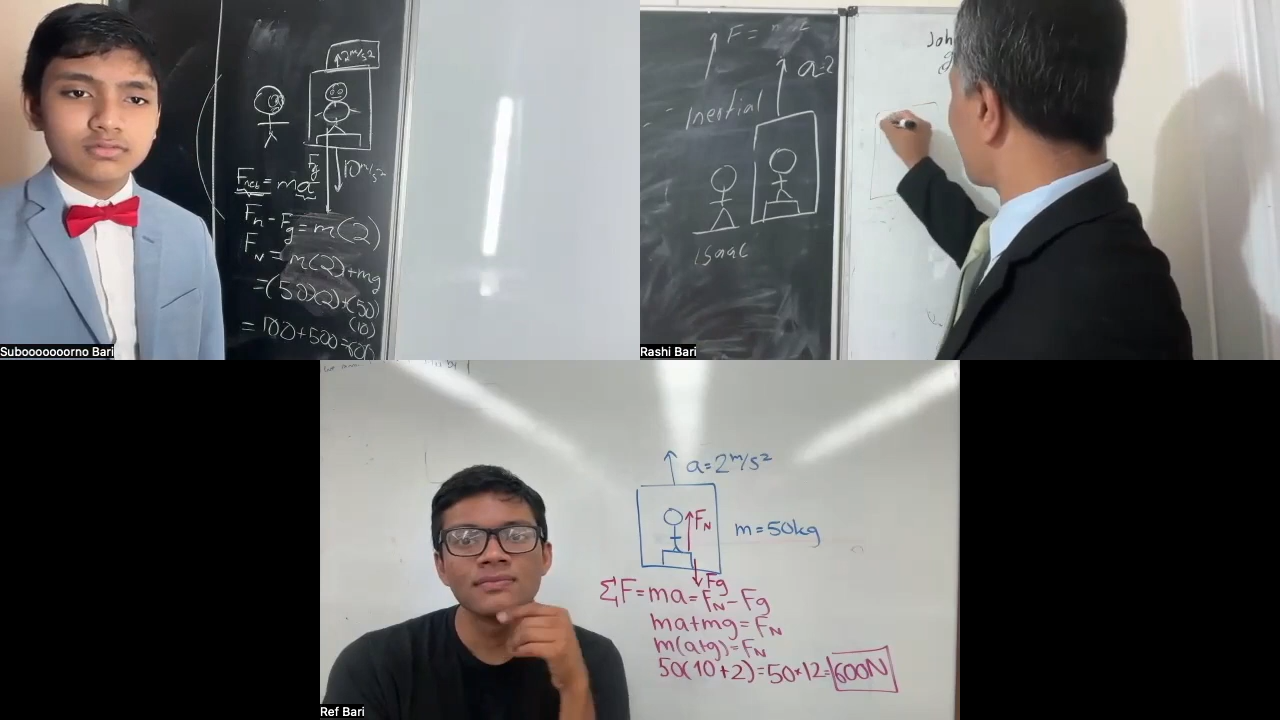 2m/s²
Fg
10m/s²
Fnet = ma
Fn - Fg = m(2)
FN = m(2)+mg
=(50)(2)+(50)
(10)
= 100+500=600
Suboooooooorno Bari
F =
a=2
Inertial
Isaac
Joh
Rashi Bari
a=2m/s²
FN
m=50kg
Fg
ΣF=ma=FN-Fg
ma+mg=FN
m(a+g)=FN
50(10+2)=50*12=600N
Ref Bari